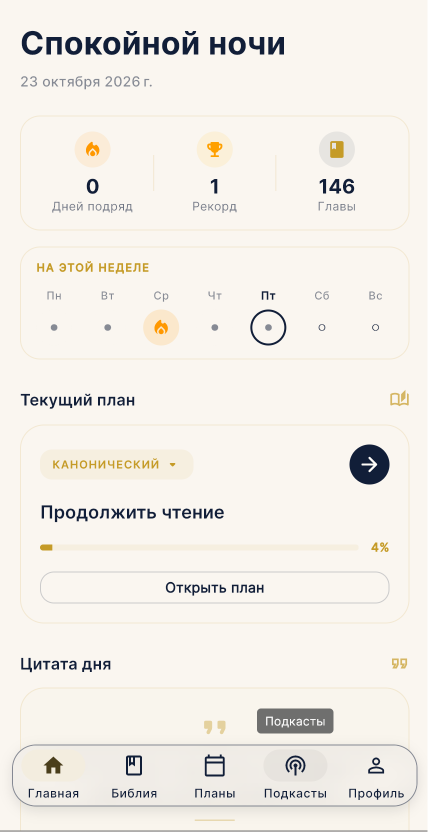 Спокойной ночи
23 октября 2026 г.
0 1 146
Дней подряд Рекорд Главы
НА ЭТОЙ НЕДЕЛЕ
Пн Вт Ср Чт Пт Сб Вс
Текущий план
КАНОНИЧЕСКИЙ
Продолжить чтение
4%
Открыть план
Цитата дня
Подкасты
Главная Библия Планы Подкасты Профиль